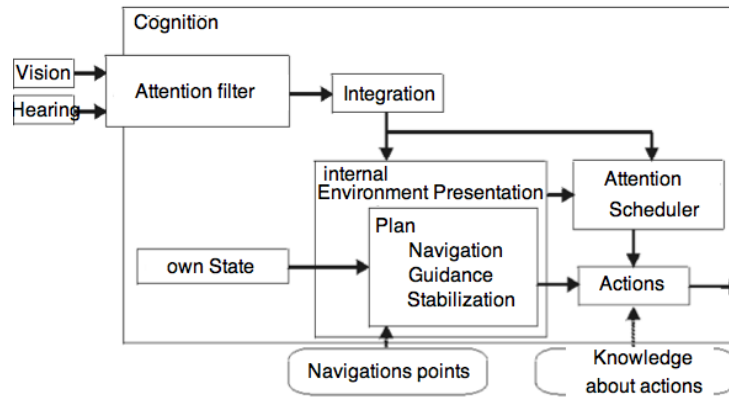 Cognition
Vision
Hearing
Attention filter
Integration
internal
Environment Presentation
Attention
Scheduler
Plan
Navigation
Guidance
Stabilization
own State
Actions
Navigations points
Knowledge
about actions